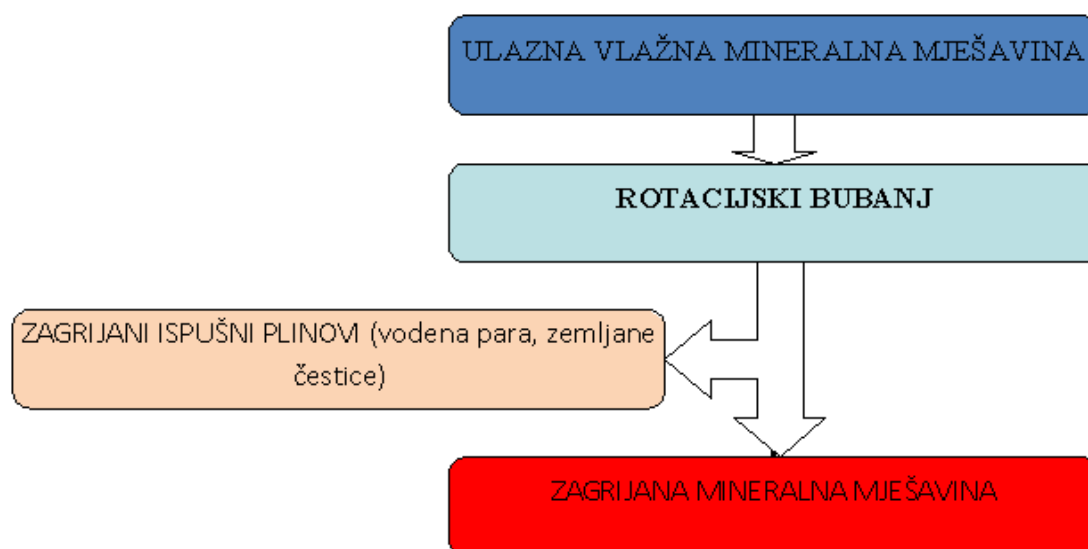 ULAZNA VLAŽNA MINERALNA MJEŠAVINA
ROTACIJSKI BUBANJ
ZAGRIJANI ISPUŠNI PLINOVI (vodena para, zemljane
čestice)
ZAGRIJANA MINERALNA MJEŠAVINA